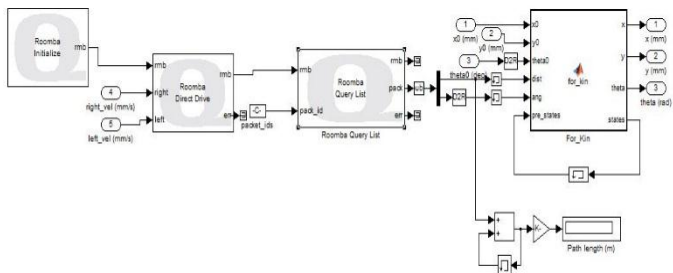 Roomba
Initialize
rmb
4
right_vel (mm/s)
5
left_vel (mm/s)
rmb
right
left
Roomba
Direct Drive
rmb
err
-C-
packet_ids
rmb
pack_id
Roomba
Query List
rmb
pack
err
Roomba Query List
1
x0 (mm)
2
y0 (mm)
3
theta0 (deg)
D2R
D2R
x0
y0
theta0
dist
ang
pre_states
for_kin
x
y
theta
states
For_Kin
1
x (mm)
2
y (mm)
3
theta (rad)
+
+
-K-
Path length (m)